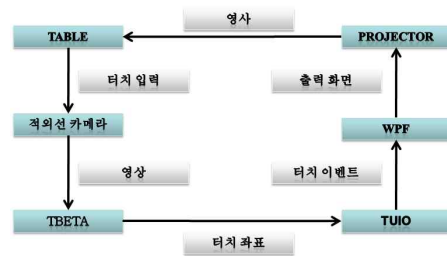 영사
TABLE
PROJECTOR
터치 입력
출력 화면
적외선 카메라
WPF
영상
터치 이벤트
TBETA
TUIO
터치 좌표